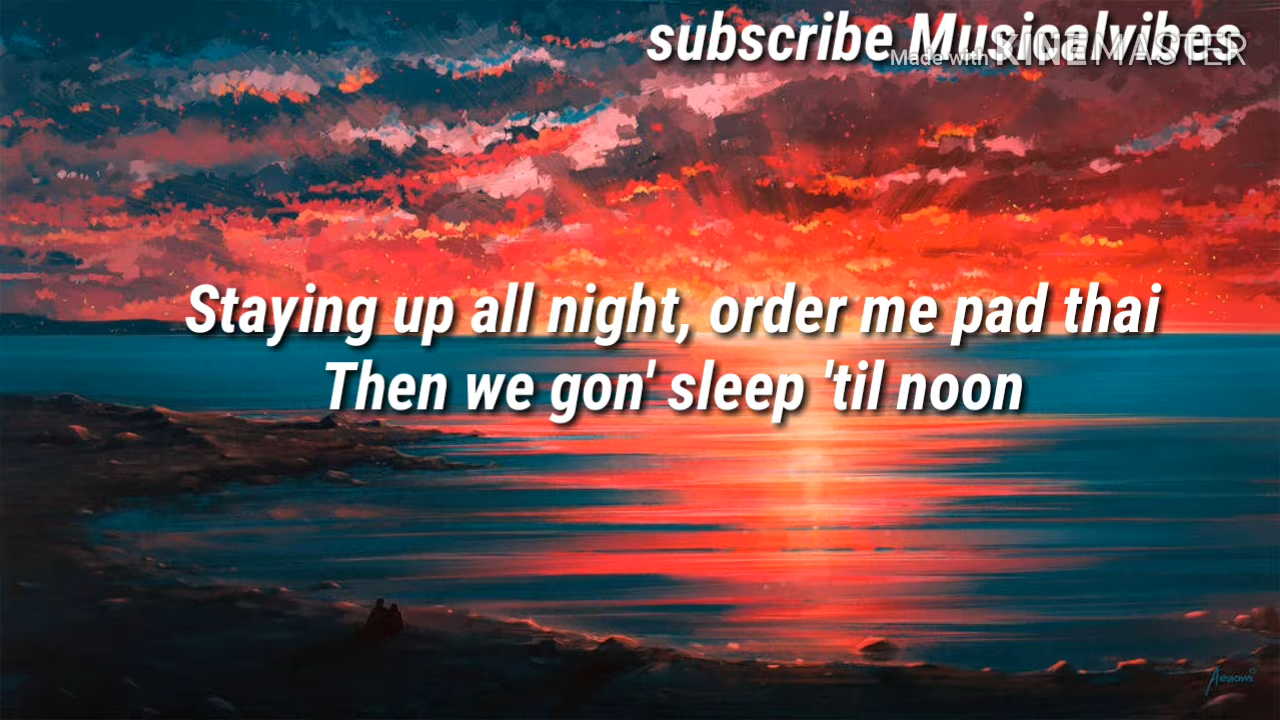 subscribe Musicalvibes
Made with KINEMASTER
Staying up all night, order me pad thai
Then we gon' sleep 'til noon